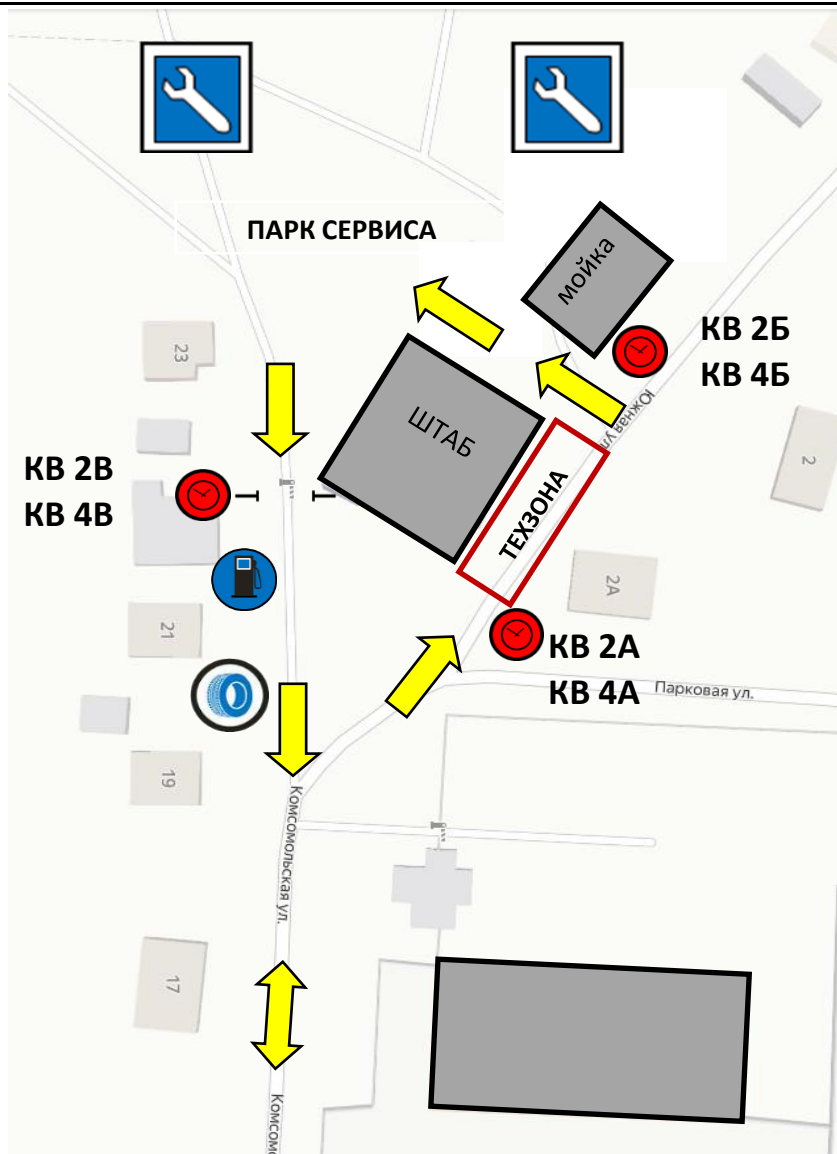 ПАРК СЕРВИСА
МОЙКА
КВ 2Б
КВ 4Б
23
ШТАБ
Южная ул.
2
КВ 2В
КВ 4В
ТЕХЗОНА
2А
21
КВ 2А
КВ 4А
Парковая ул.
19
Комсомольская ул.
17
Комсомо